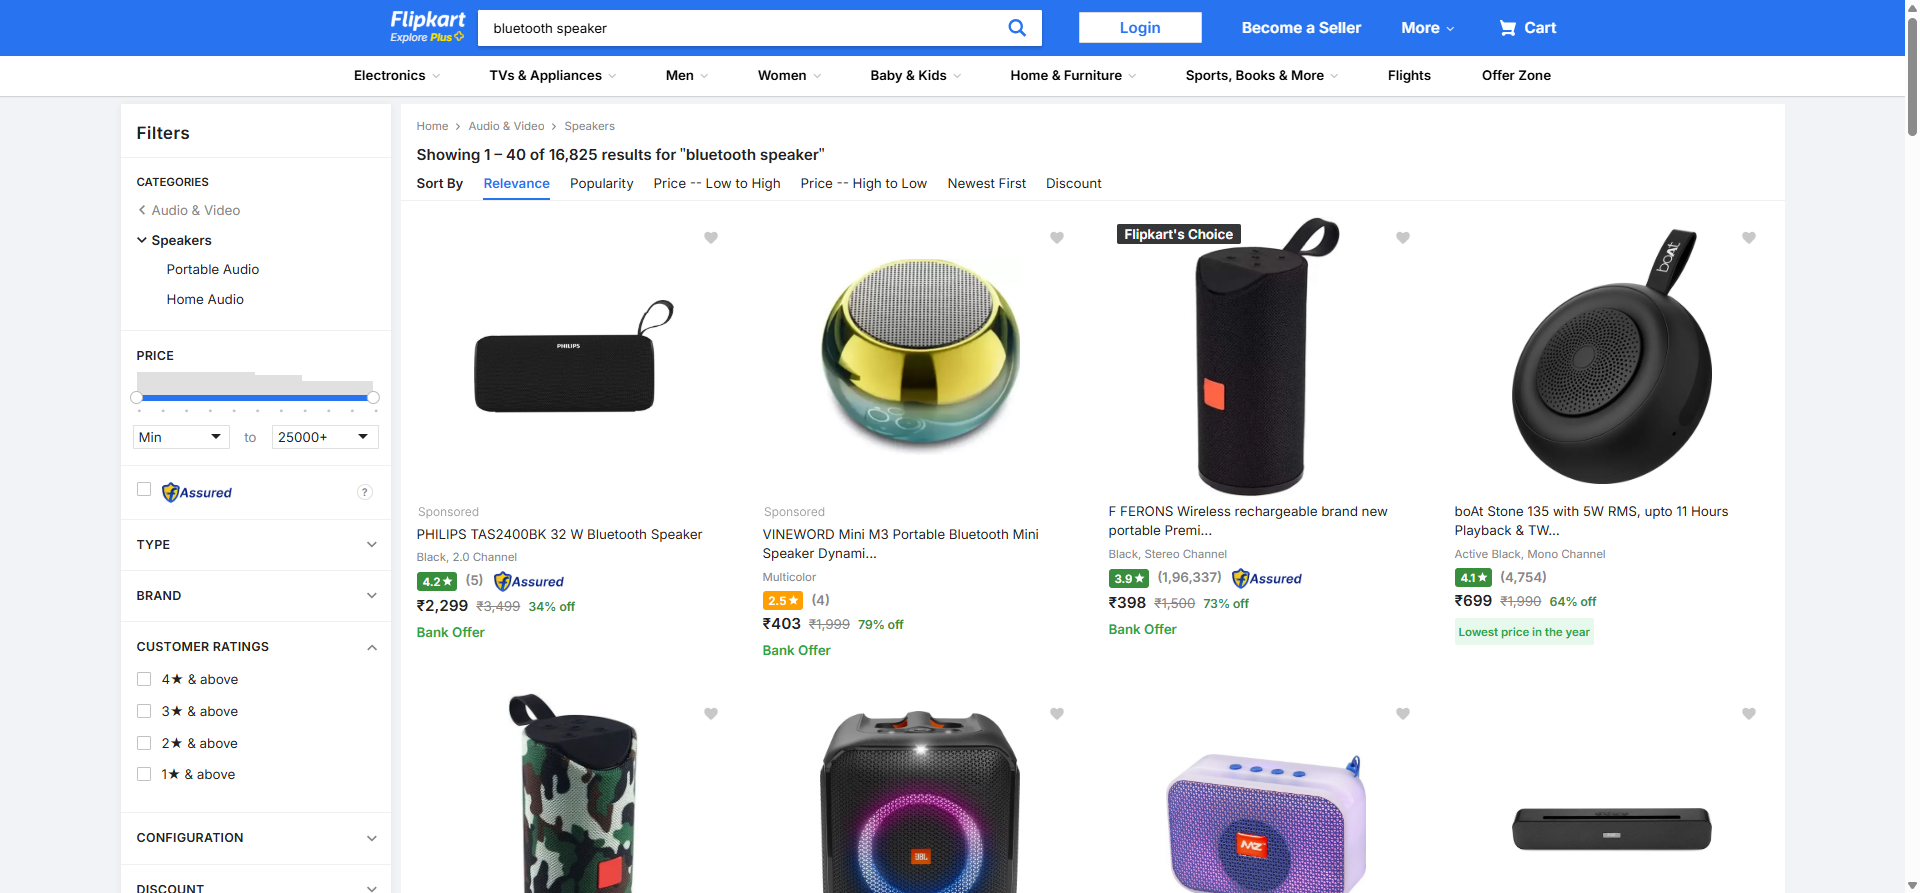 Flipkart
Explore Plus
bluetooth speaker
Login
Become a Seller
More
Cart
Electronics
TVs & Appliances
Men
Women
Baby & Kids
Home & Furniture
Sports, Books & More
Flights
Offer Zone
Filters
CATEGORIES
Audio & Video
Speakers
Portable Audio
Home Audio
PRICE
Min
to
25000+
Assured
?
TYPE
BRAND
CUSTOMER RATINGS
4★ & above
3★ & above
2★ & above
1★ & above
CONFIGURATION
DISCOUNT
Home > Audio & Video > Speakers
Showing 1 – 40 of 16,825 results for "bluetooth speaker"
Sort By Relevance Popularity Price -- Low to High Price -- High to Low Newest First Discount
PHILIPS
Sponsored
PHILIPS TAS2400BK 32 W Bluetooth Speaker
Black, 2.0 Channel
4.2★ (5) Assured
₹2,299 ₹3,499 34% off
Bank Offer
Sponsored
VINEWORD Mini M3 Portable Bluetooth Mini
Speaker Dynami...
Multicolor
2.5★ (4)
₹403 ₹1,999 79% off
Bank Offer
Flipkart's Choice
F FERONS Wireless rechargeable brand new
portable Premi...
Black, Stereo Channel
3.9★ (1,96,337) Assured
₹398 ₹1,500 73% off
Bank Offer
boAt
boAt Stone 135 with 5W RMS, upto 11 Hours
Playback & TW...
Active Black, Mono Channel
4.1★ (4,754)
₹699 ₹1,990 64% off
Lowest price in the year
JBL
MZ